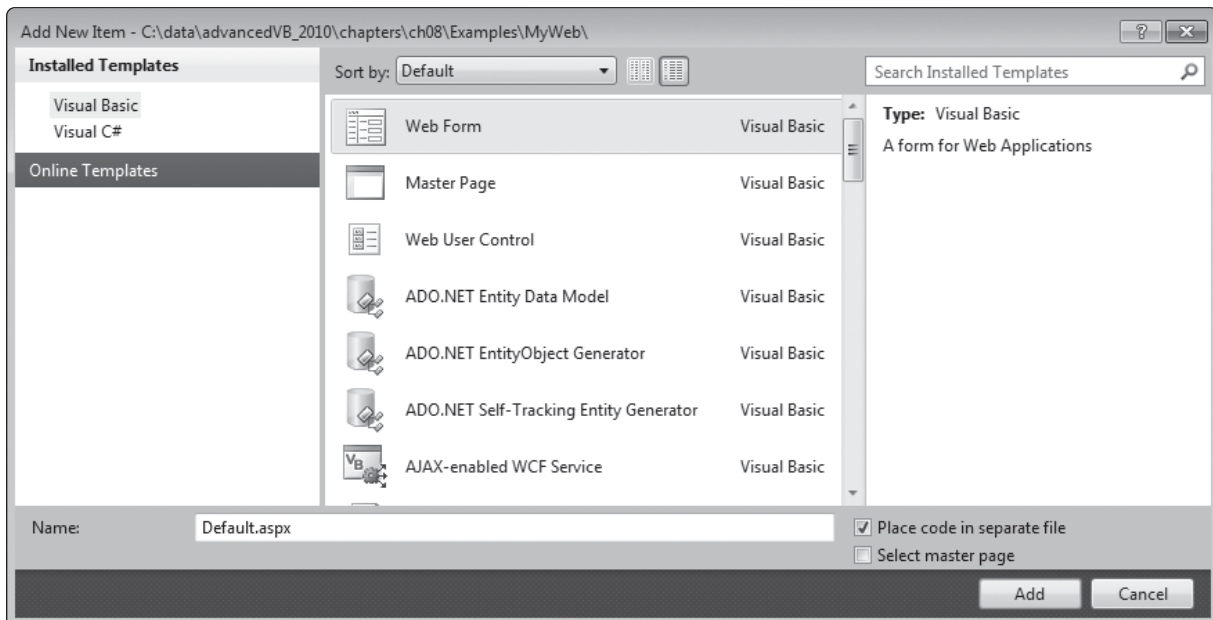 Add New Item - C:\data\advancedVB_2010\chapters\ch08\Examples\MyWeb\
Installed Templates
Visual Basic
Visual C#
Online Templates
Sort by: Default
Search Installed Templates
Web Form Visual Basic
Master Page Visual Basic
Web User Control Visual Basic
ADO.NET Entity Data Model Visual Basic
ADO.NET EntityObject Generator Visual Basic
ADO.NET Self-Tracking Entity Generator Visual Basic
VB
AJAX-enabled WCF Service Visual Basic
Type: Visual Basic
A form for Web Applications
Name: Default.aspx
Place code in separate file
Select master page
Add Cancel